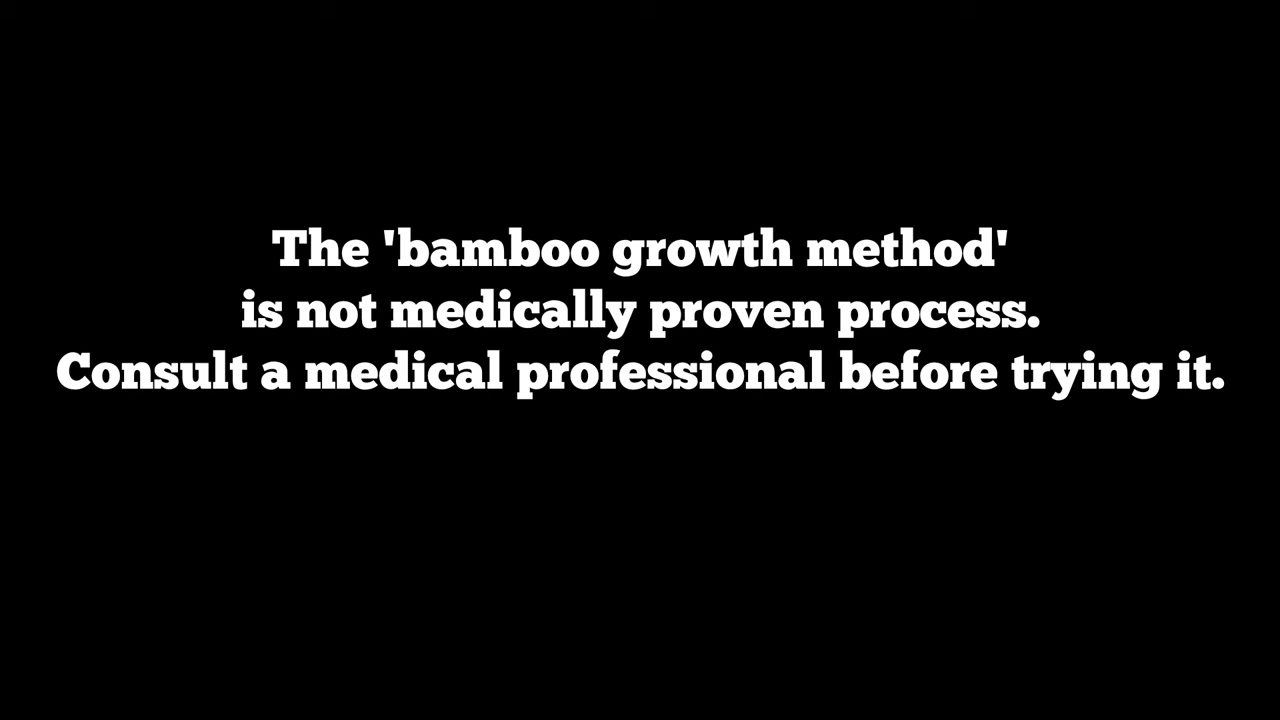 The 'bamboo growth method'
is not medically proven process.
Consult a medical professional before trying it.